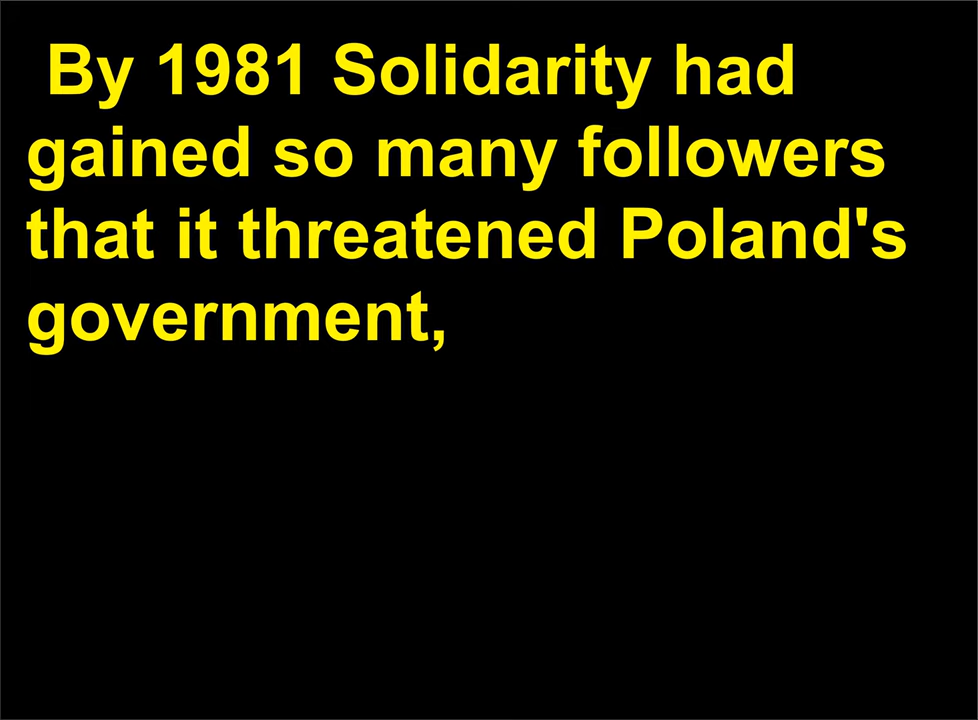 By 1981 Solidarity had
gained so many followers
that it threatened Poland's
government,